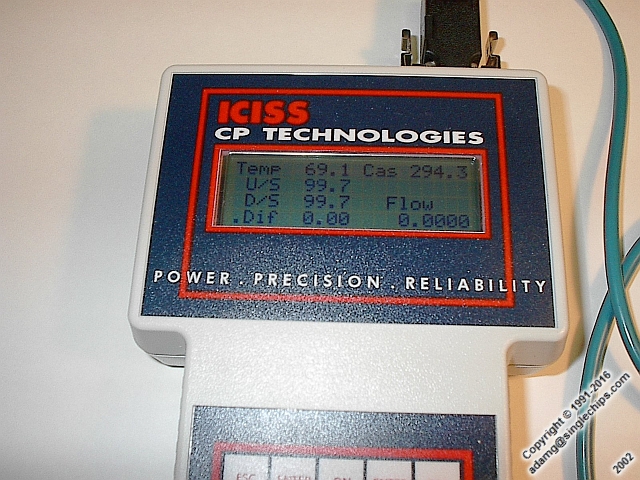 ICISS
CP TECHNOLOGIES
Temp 69.1 Cas 294.3
U/S 99.7
D/S 99.7 Flow
.Dif 0.00 0.0000
POWER . PRECISION . RELIABILITY
ESC
Copyright © 1991-2016
adamg@singlechips.com
2002